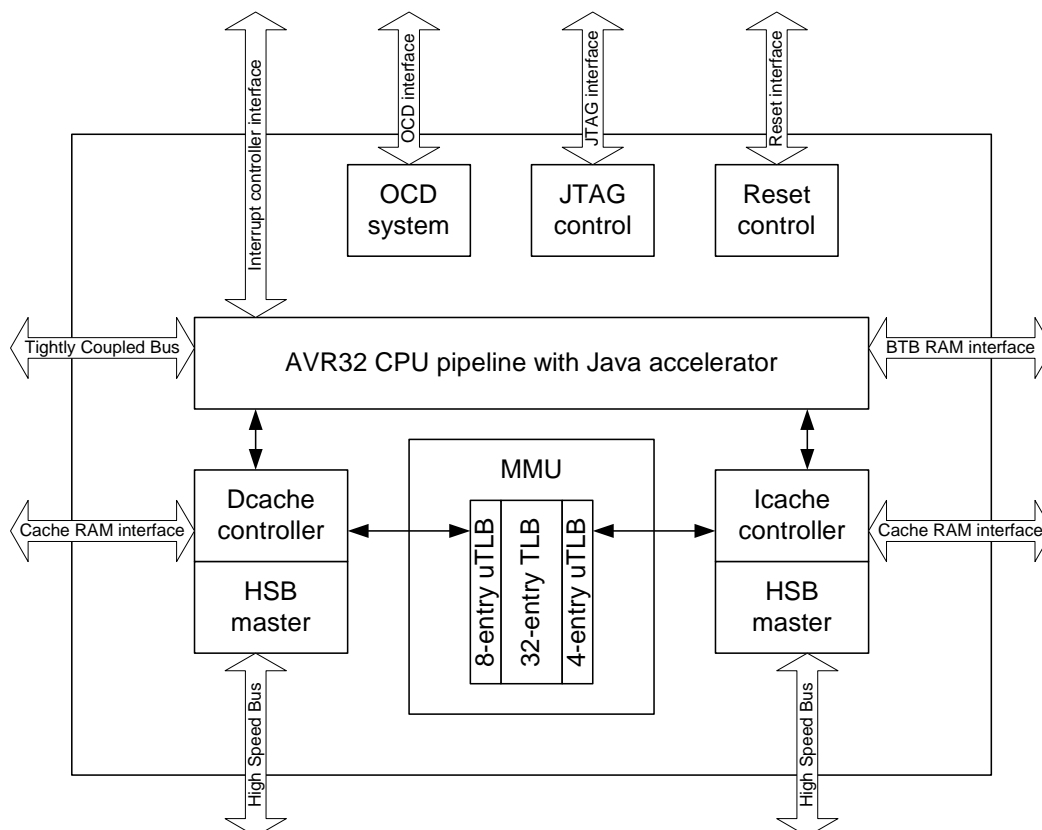 Interrupt controller interface
OCD interface
JTAG interface
Reset interface
OCD
system
JTAG
control
Reset
control
Tightly Coupled Bus
AVR32 CPU pipeline with Java accelerator
BTB RAM interface
MMU
Dcache
controller
Icache
controller
Cache RAM interface
8-entry uTLB
32-entry TLB
4-entry uTLB
Cache RAM interface
HSB
master
HSB
master
High Speed Bus
High Speed Bus